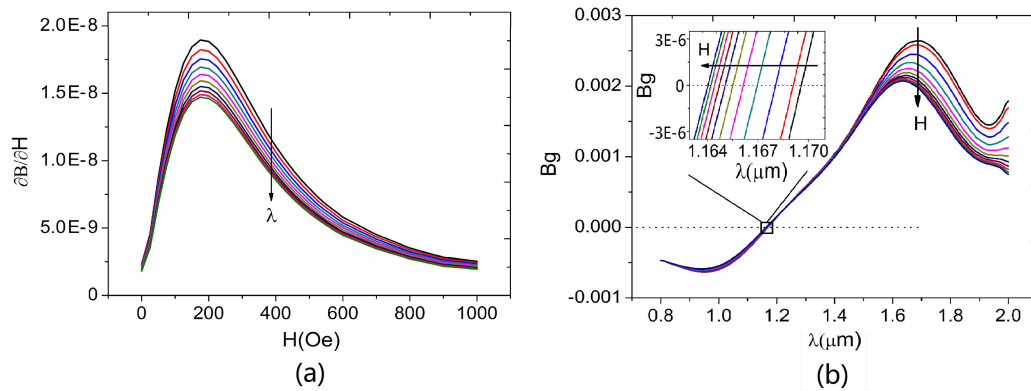 2.0E-8
1.5E-8
1.0E-8
5.0E-9
0
∂B/∂H
λ
0 200 400 600 800 1000
H(Oe)
(a)
0.003
0.002
0.001
0.000
-0.001
Bg
3E-6
0
-3E-6
Bg
H
1.164 1.167 1.170
λ(μm)
H
0.8 1.0 1.2 1.4 1.6 1.8 2.0
λ(μm)
(b)